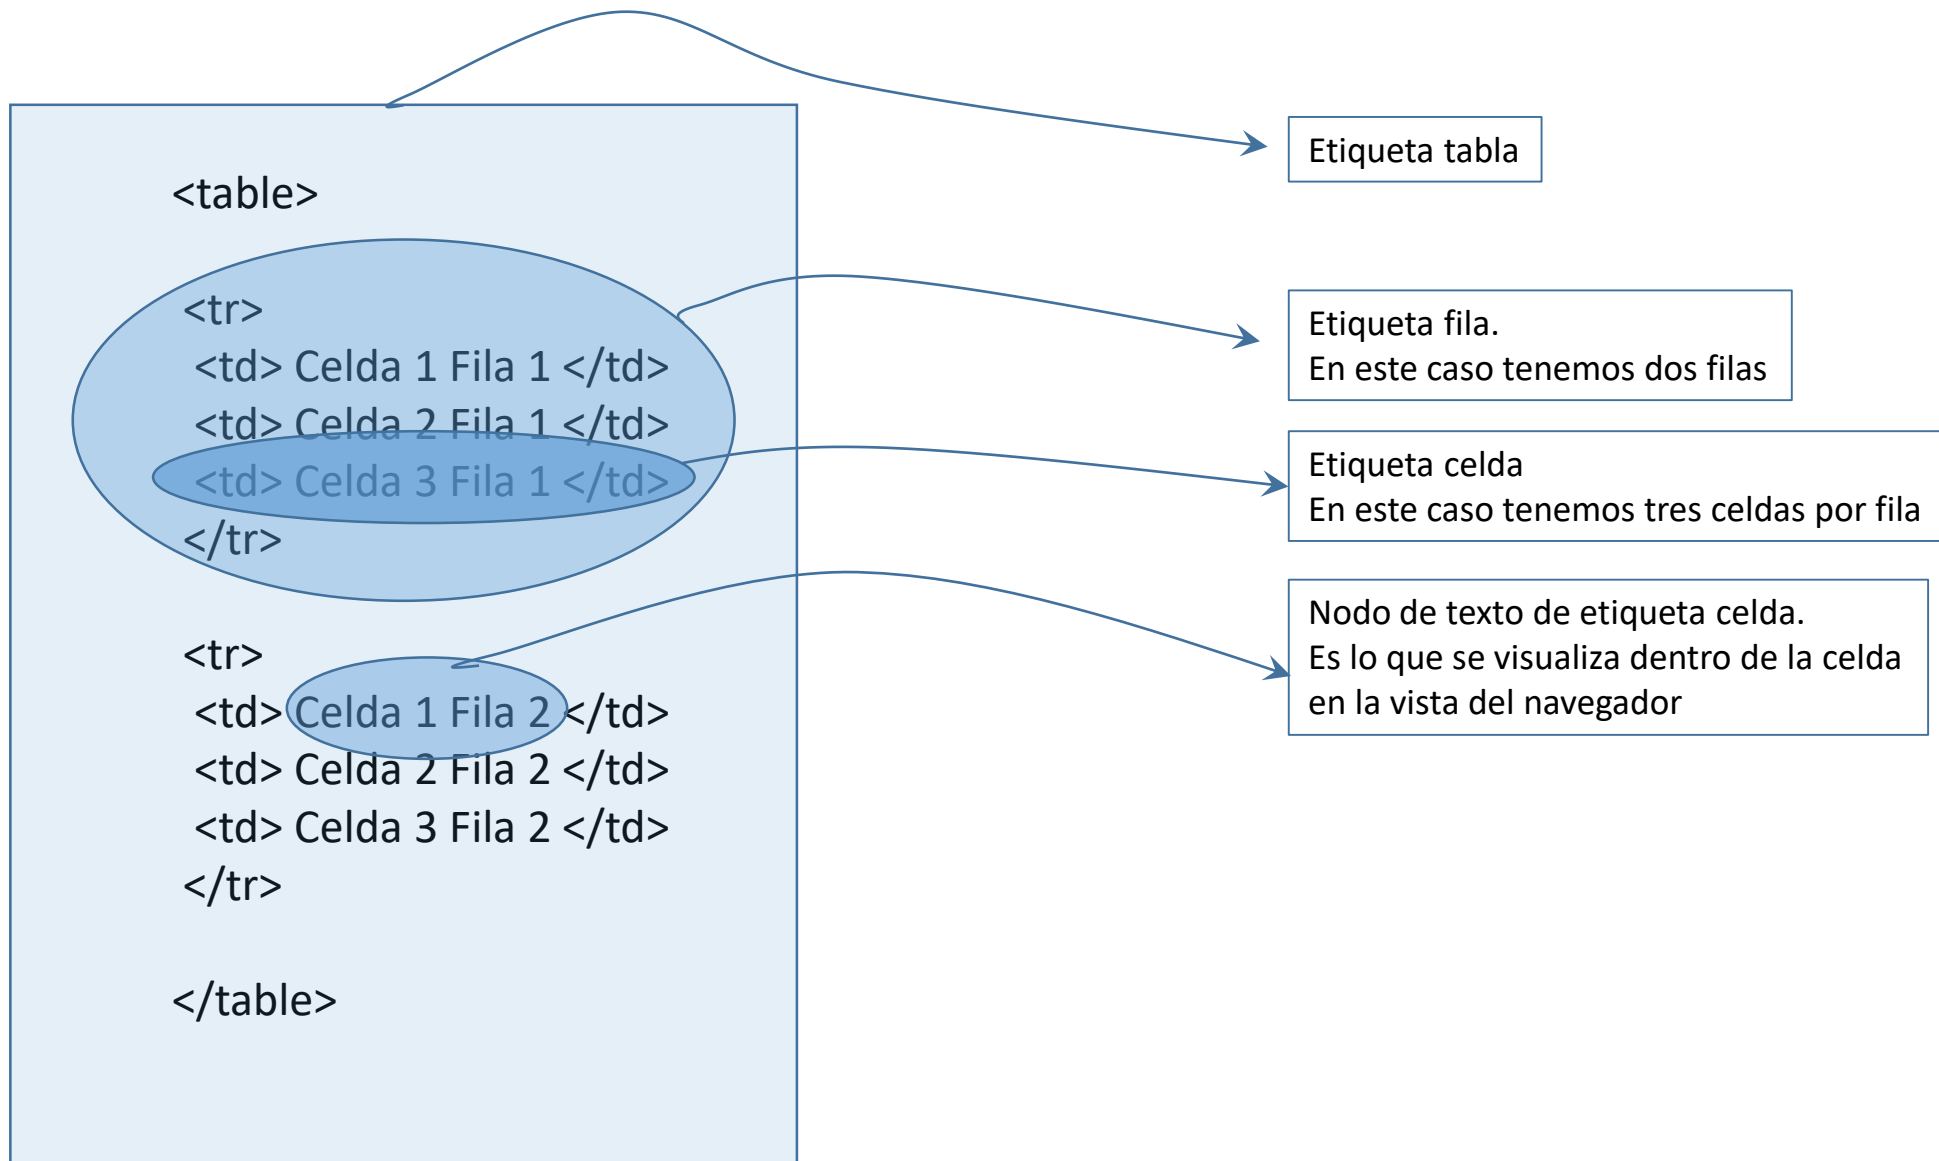 <table>
<tr>
<td> Celda 1 Fila 1 </td>
<td> Celda 2 Fila 1 </td>
<td> Celda 3 Fila 1 </td>
</tr>
<tr>
<td> Celda 1 Fila 2 </td>
<td> Celda 2 Fila 2 </td>
<td> Celda 3 Fila 2 </td>
</tr>
</table>
Etiqueta tabla
Etiqueta fila.
En este caso tenemos dos filas
Etiqueta celda
En este caso tenemos tres celdas por fila
Nodo de texto de etiqueta celda.
Es lo que se visualiza dentro de la celda
en la vista del navegador